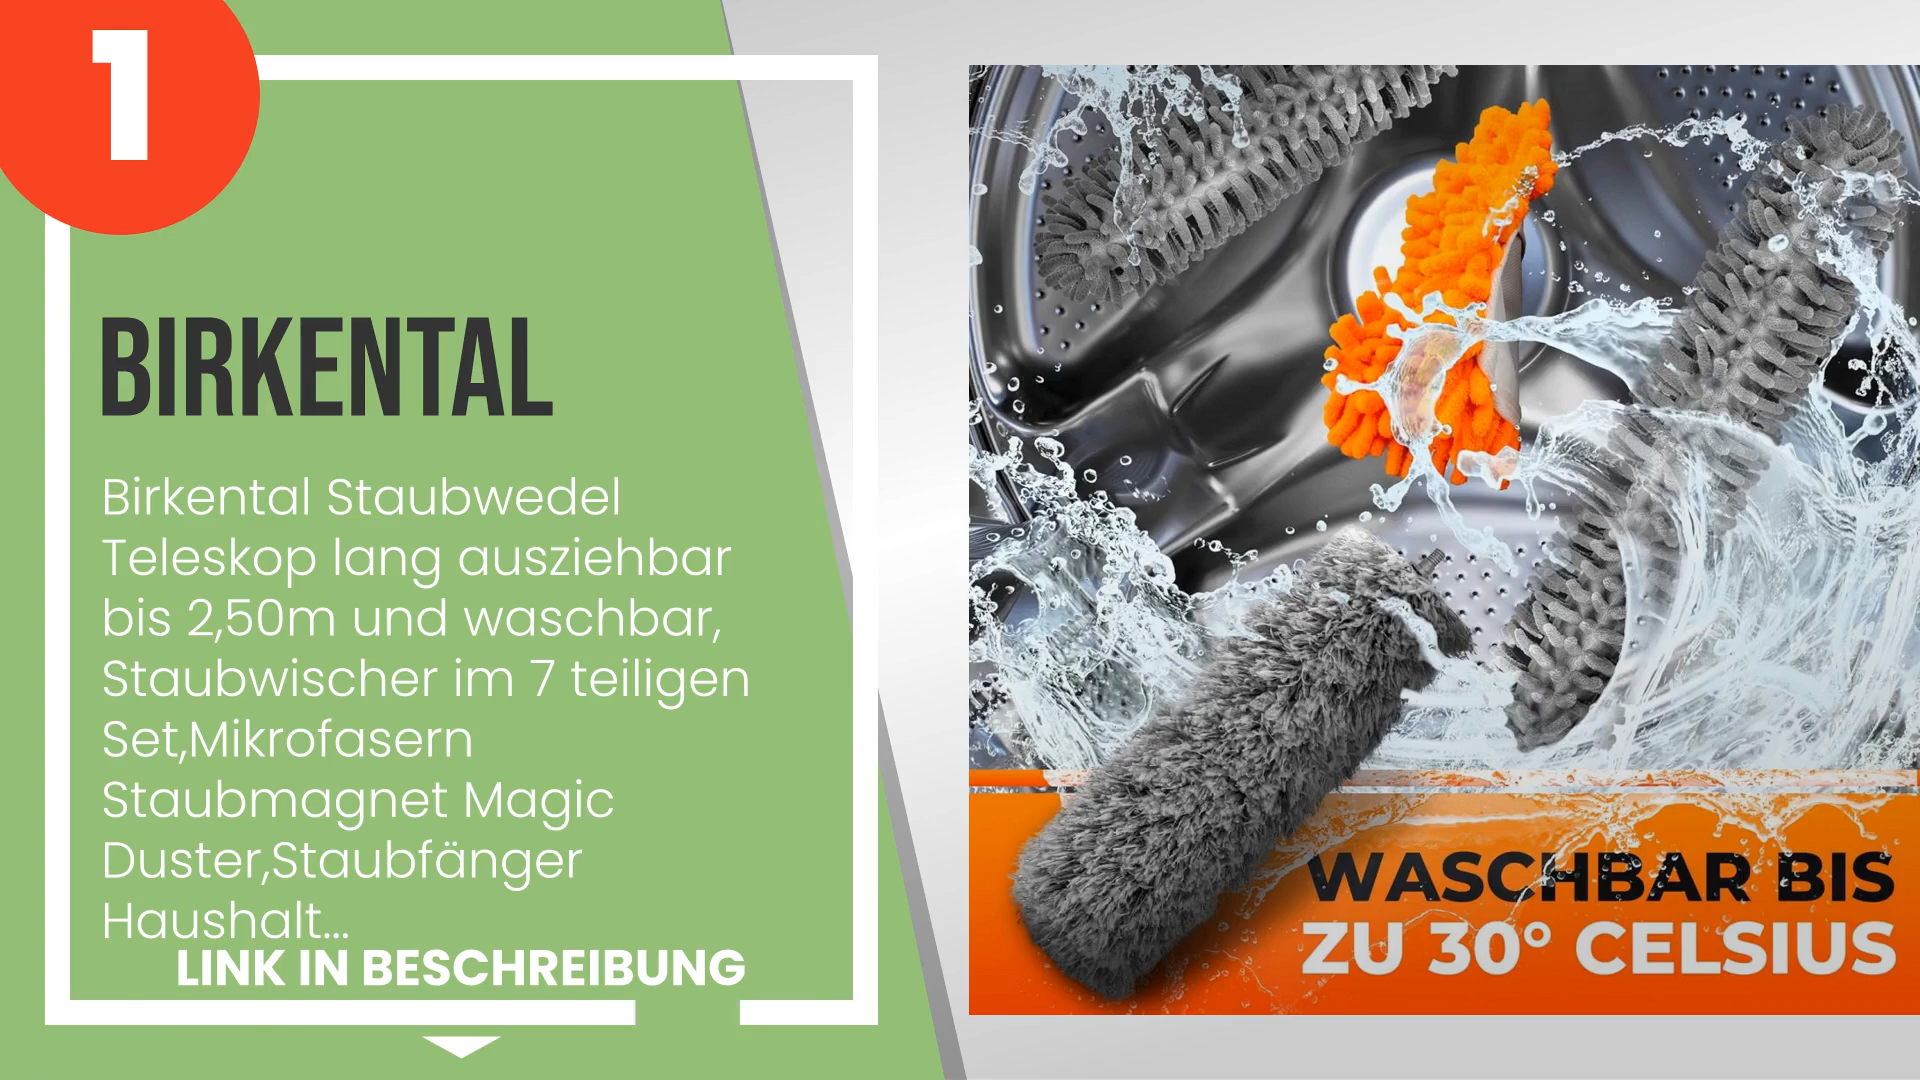 1
BIRKENTAL
Birkental Staubwedel
Teleskop lang ausziehbar
bis 2,50m und waschbar,
Staubwischer im 7 teiligen
Set,Mikrofasern
Staubmagnet Magic
Duster,Staubfänger
Haushalt...
LINK IN BESCHREIBUNG
WASCHBAR BIS
ZU 30° CELSIUS